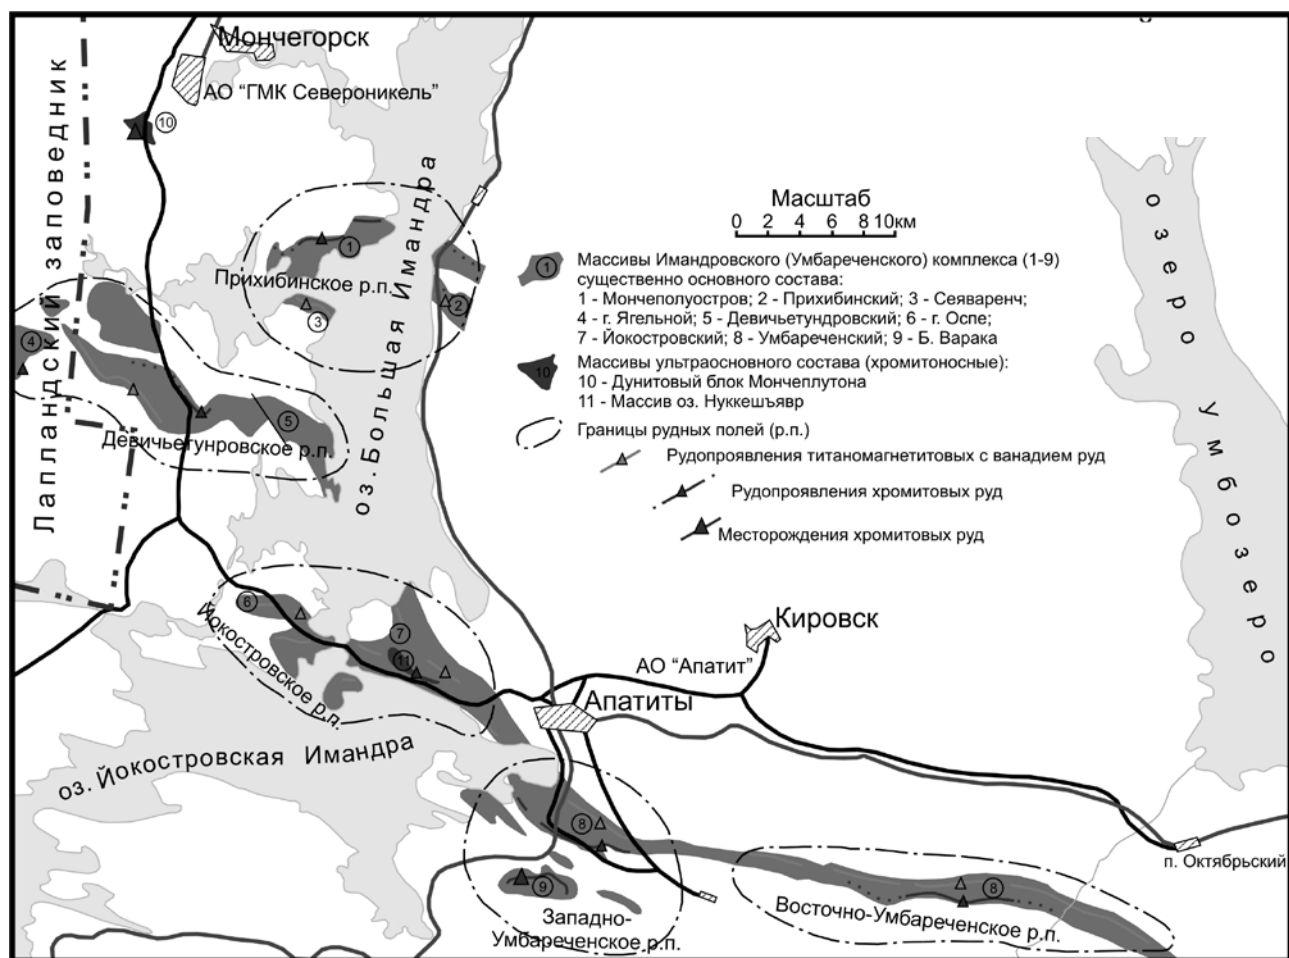 Мончегорск
АО “ГМК Североникель”
10
Лапландский заповедник
оз. Большая Имандра
1
Прихибинское р.п.
2
3
4
5
Девичьетунровское р.п.
Масштаб
0 2 4 6 8 10км
1
Массивы Имандровского (Умбареченского) комплекса (1-9)
существенно основного состава:
1 - Мончеполуостров; 2 - Прихибинский; 3 - Сеяваренч;
4 - г. Ягельной; 5 - Девичьетундровский; 6 - г. Оспе;
7 - Йокостровский; 8 - Умбареченский; 9 - Б. Варака
10
Массивы ультраосновного состава (хромитоносные):
10 - Дунитовый блок Мончеплутона
11 - Массив оз. Нуккешъявр
Границы рудных полей (р.п.)
Рудопроявления титаномагнетитовых с ванадием руд
Рудопроявления хромитовых руд
Месторождения хромитовых руд
озеро Умбозеро
6
7
11
Йокостровское р.п.
Кировск
АО “Апатит”
Апатиты
оз. Йокостровская Имандра
8
9
Западно-
Умбареченское р.п.
8
Восточно-Умбареченское р.п.
п. Октябрьский